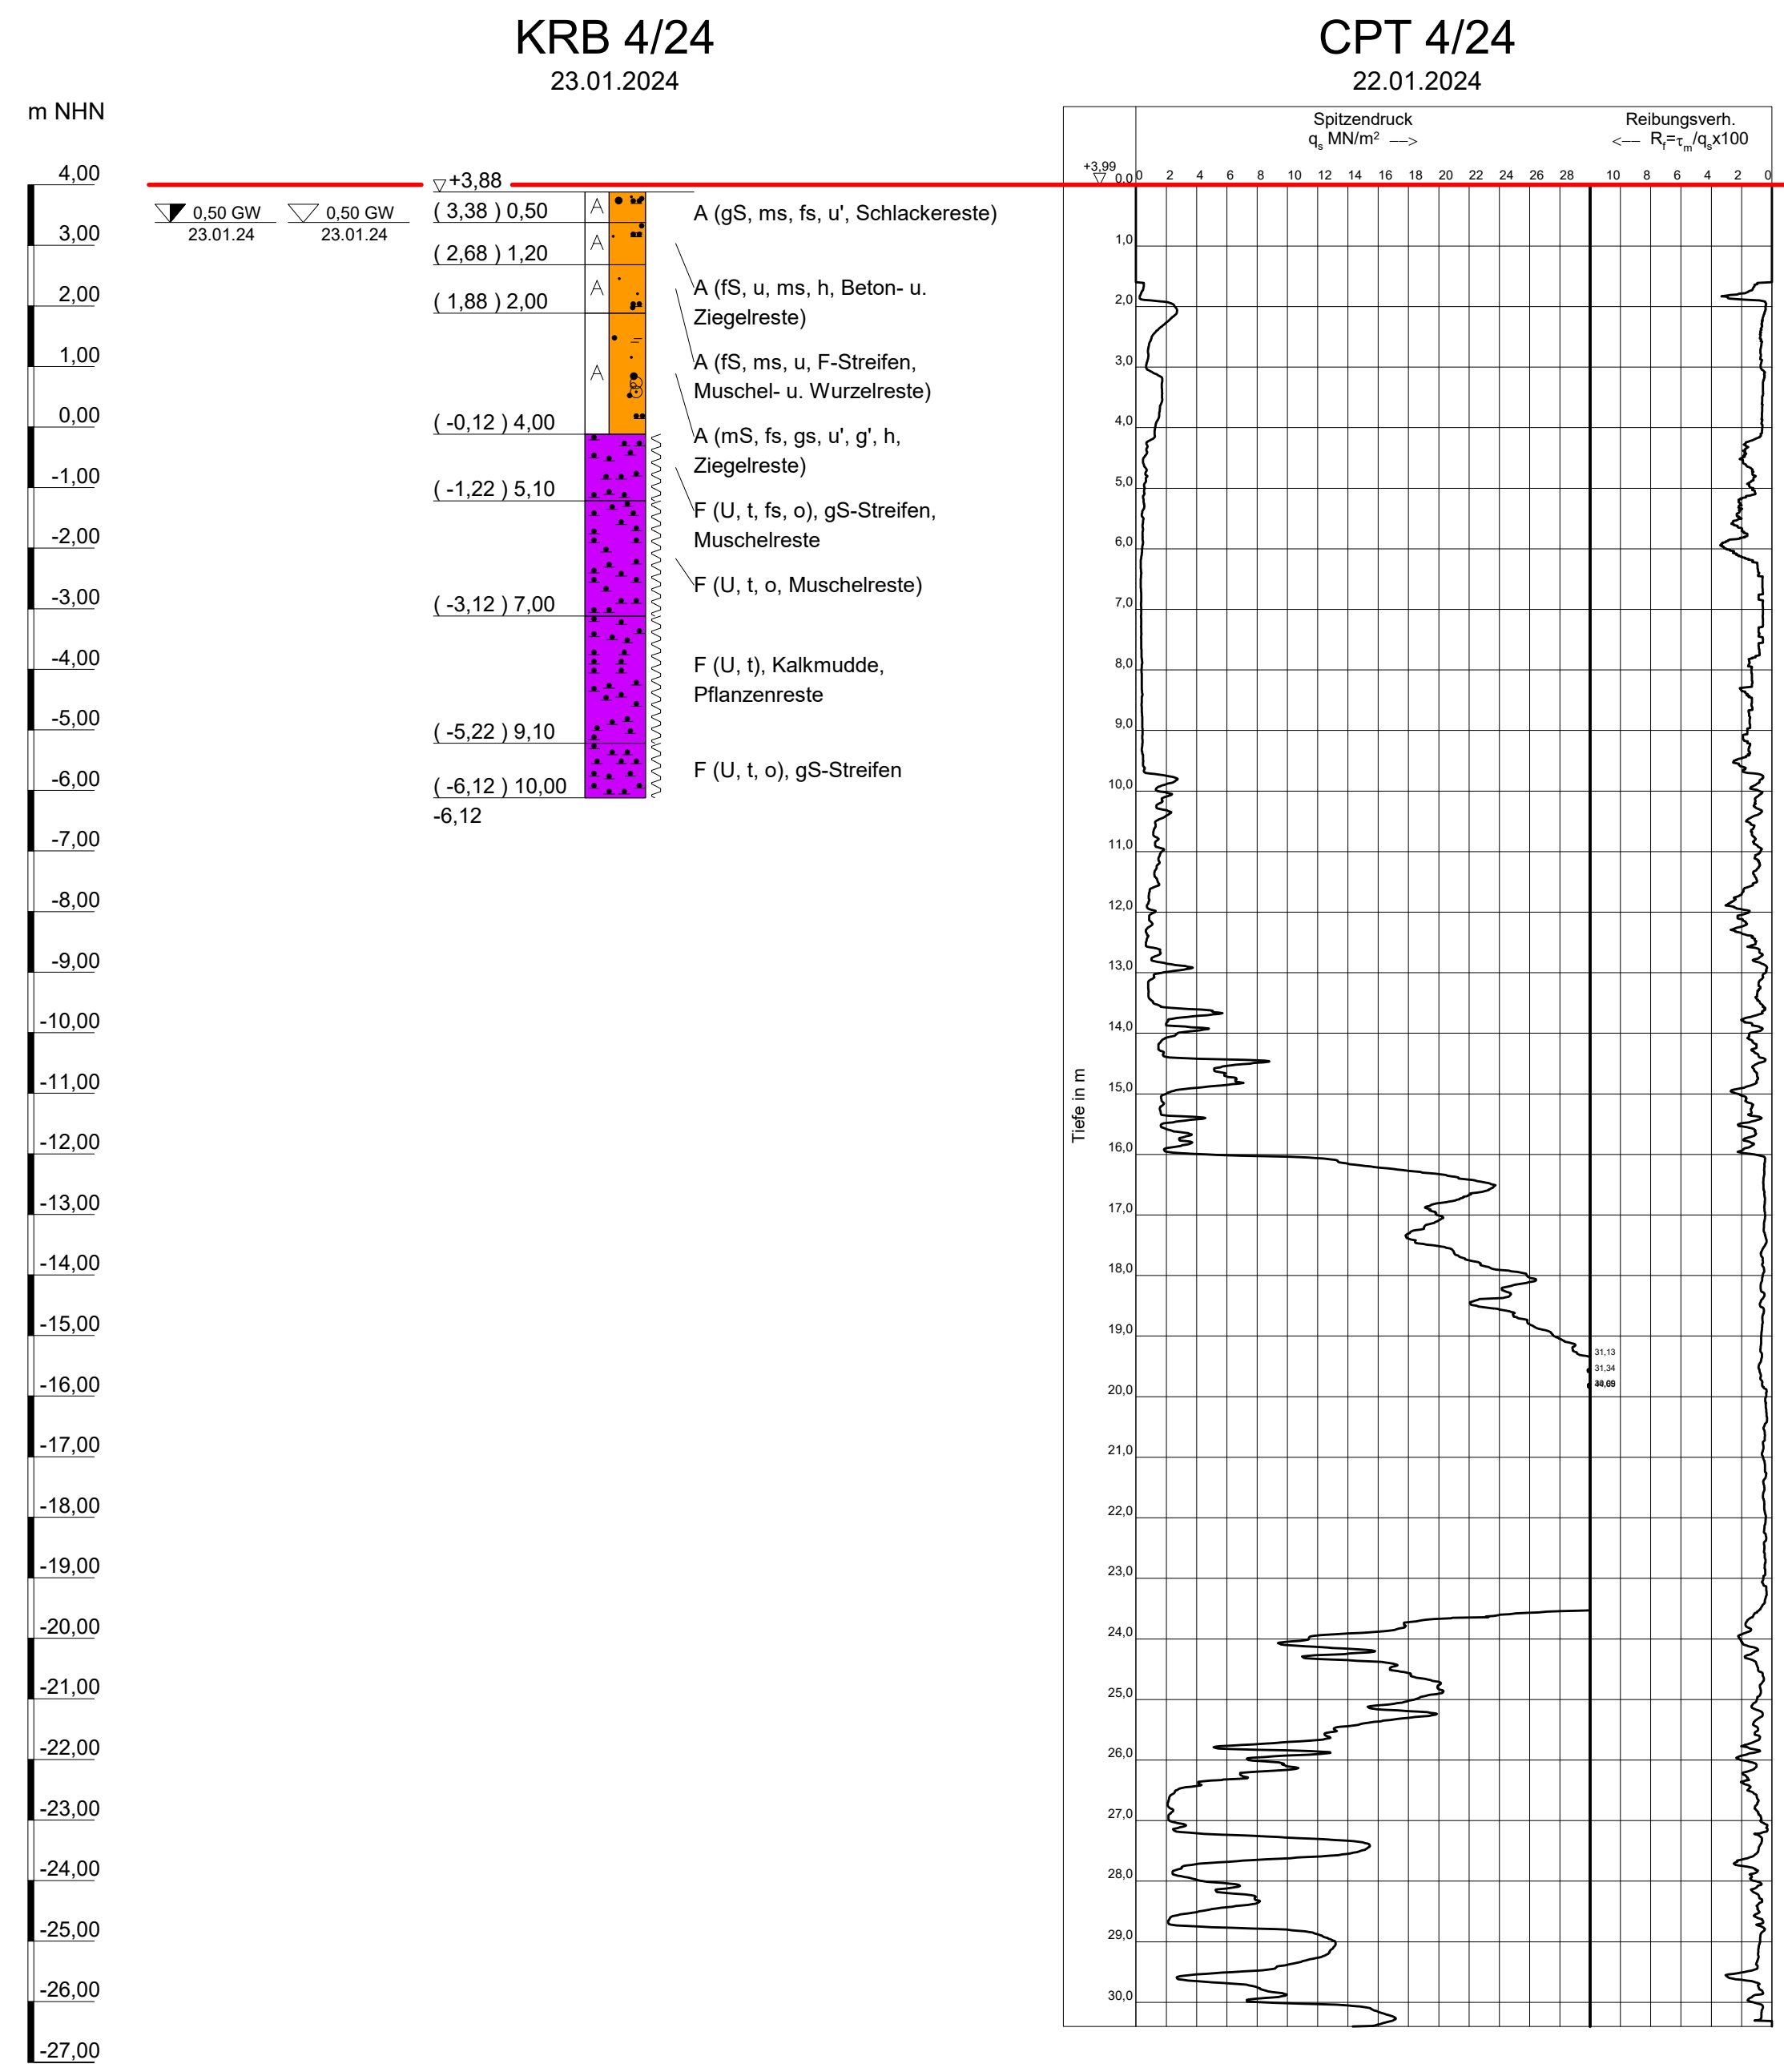 KRB 4/24
23.01.2024
CPT 4/24
22.01.2024
m NHN
4,00
3,00
2,00
1,00
0,00
-1,00
-2,00
-3,00
-4,00
-5,00
-6,00
-7,00
-8,00
-9,00
-10,00
-11,00
-12,00
-13,00
-14,00
-15,00
-16,00
-17,00
-18,00
-19,00
-20,00
-21,00
-22,00
-23,00
-24,00
-25,00
-26,00
-27,00
0,50 GW
23.01.24
0,50 GW
23.01.24
+3,88
( 3,38 ) 0,50
( 2,68 ) 1,20
( 1,88 ) 2,00
( -0,12 ) 4,00
( -1,22 ) 5,10
( -3,12 ) 7,00
( -5,22 ) 9,10
( -6,12 ) 10,00
-6,12
A
A
A
A
A (gS, ms, fs, u', Schlackereste)
A (fS, u, ms, h, Beton- u.
Ziegelreste)
A (fS, ms, u, F-Streifen,
Muschel- u. Wurzelreste)
A (mS, fs, gs, u', g', h,
Ziegelreste)
F (U, t, fs, o), gS-Streifen,
Muschelreste
F (U, t, o, Muschelreste)
F (U, t), Kalkmudde,
Pflanzenreste
F (U, t, o), gS-Streifen
Spitzendruck
qs MN/m² ––>
Reibungsverh.
<–– Rf=τm/qsx100
+3,99
0,0 0 2 4 6 8 10 12 14 16 18 20 22 24 26 28 10 8 6 4 2 0
1,0
2,0
3,0
4,0
5,0
6,0
7,0
8,0
9,0
10,0
11,0
12,0
13,0
14,0
15,0
16,0
17,0
18,0
19,0
20,0
21,0
22,0
23,0
24,0
25,0
26,0
27,0
28,0
29,0
30,0
Tiefe in m
31,13
31,34